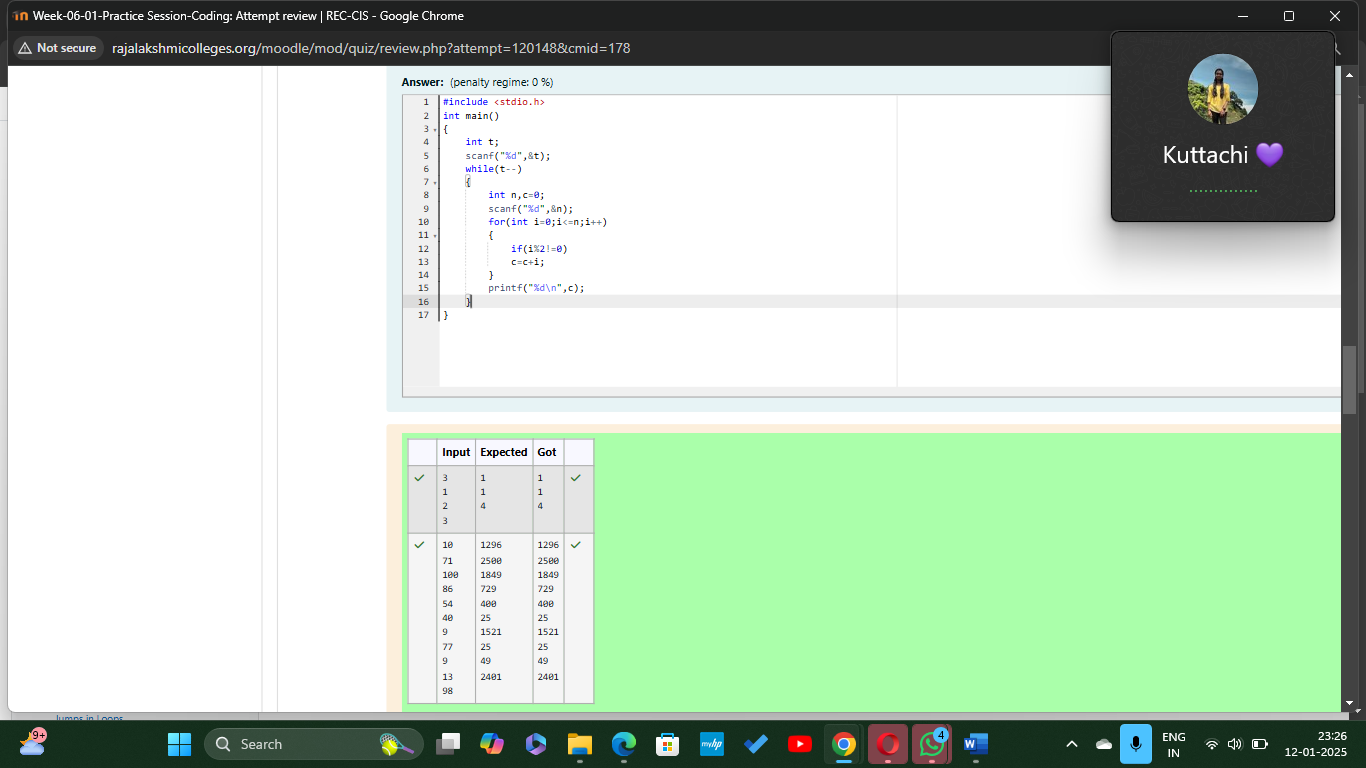 Week-06-01-Practice Session-Coding: Attempt review | REC-CIS - Google Chrome
Not secure
rajalakshmicolleges.org/moodle/mod/quiz/review.php?attempt=120148&cmid=178
Kuttachi 💜
Answer: (penalty regime: 0 %)
1 #include <stdio.h>
2 int main()
3 {
4 int t;
5 scanf("%d",&t);
6 while(t--)
7 {
8 int n,c=0;
9 scanf("%d",&n);
10 for(int i=0;i<=n;i++)
11 {
12 if(i%2!=0)
13 c=c+i;
14 }
15 printf("%d\n",c);
16 }
17 }
Input Expected Got
3 1 1
1 1 1
2 4 4
3
10 1296 1296
71 2500 2500
100 1849 1849
86 729 729
54 400 400
40 25 25
9 1521 1521
77 25 25
9 49 49
13 2401 2401
98
Jumps in Loops
9+
Search
myhp
4
W
ENG
IN
23:26
12-01-2025